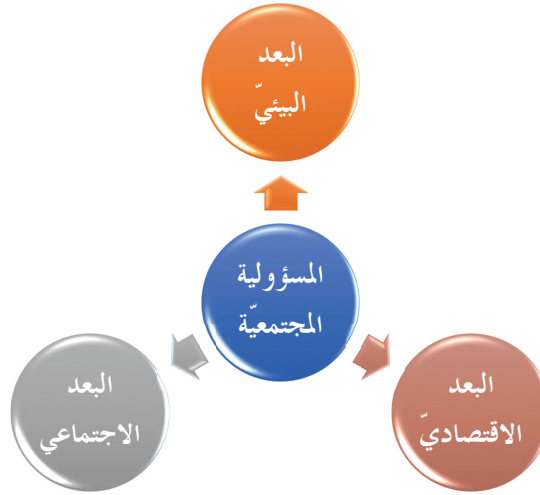 البعد
البيئيّ
المسؤولية
المجتمعيّة
البعد
الاقتصاديّ
البعد
الاجتماعي